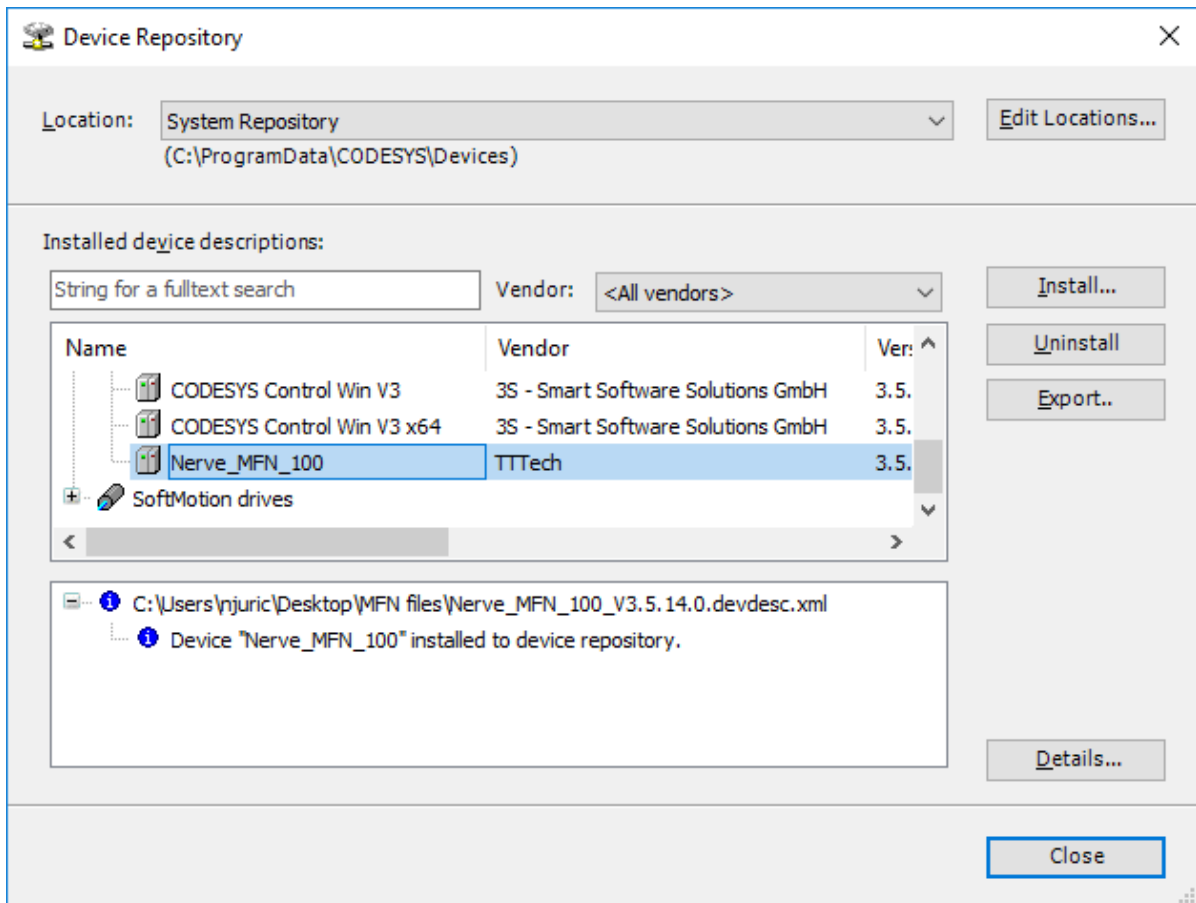 Device Repository
Location: System Repository Edit Locations...
(C:\ProgramData\CODESYS\Devices)
Installed device descriptions:
String for a fulltext search Vendor: <All vendors> Install...
Name Vendor Ver: Uninstall
CODESYS Control Win V3 3S - Smart Software Solutions GmbH 3.5. Export..
CODESYS Control Win V3 x64 3S - Smart Software Solutions GmbH 3.5.
Nerve_MFN_100 TTTech 3.5.
SoftMotion drives
C:\Users\njuric\Desktop\MFN files\Nerve_MFN_100_V3.5.14.0.devdesc.xml
Device "Nerve_MFN_100" installed to device repository.
Details...
Close